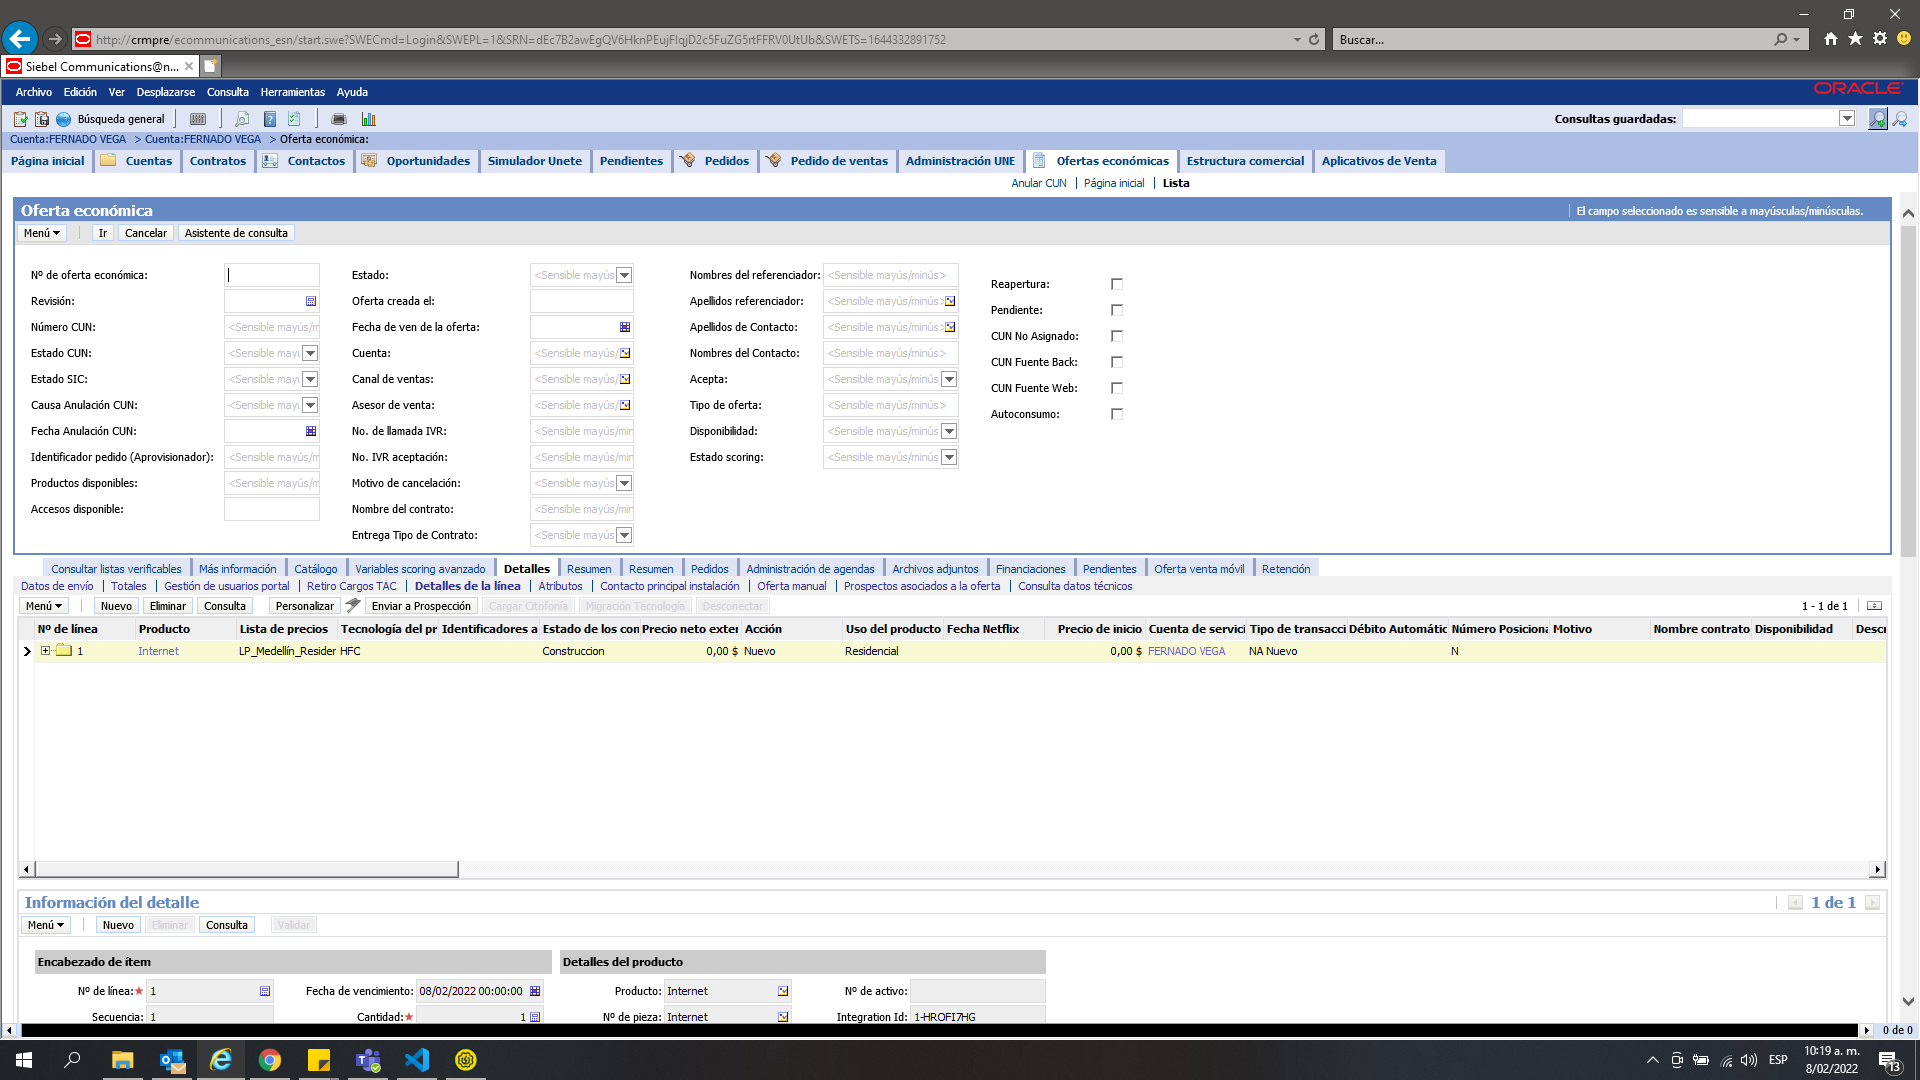 http://crmpre/ecommunications_esn/start.swe?SWECmd=Login&SWEPL=1&SRN=dEc7B2awEgQV6HknPEujFIqjD2c5FuZG5rtFFRV0UtUb&SWETS=1644332891752
Buscar...
Siebel Communications@n...
Archivo Edición Ver Desplazarse Consulta Herramientas Ayuda
ORACLE
Búsqueda general
Consultas guardadas:
Cuenta:FERNADO VEGA > Cuenta:FERNADO VEGA > Oferta económica:
Página inicial Cuentas Contratos Contactos Oportunidades Simulador Unete Pendientes Pedidos Pedido de ventas Administración UNE Ofertas económicas Estructura comercial Aplicativos de Venta
Anular CUN Página inicial Lista
Oferta económica
El campo seleccionado es sensible a mayúsculas/minúsculas.
Menú Ir Cancelar Asistente de consulta
Nº de oferta económica: Estado: <Sensible mayús Nombres del referenciador: <Sensible mayús/minús>
Reapertura:
Revisión: Oferta creada el: Apellidos referenciador: <Sensible mayús/minús>
Pendiente:
Número CUN: <Sensible mayús/m Fecha de ven de la oferta: Apellidos de Contacto: <Sensible mayús/minús>
CUN No Asignado:
Estado CUN: <Sensible mayú Cuenta: <Sensible mayús/ Nombres del Contacto: <Sensible mayús/minús>
CUN Fuente Back:
Estado SIC: <Sensible mayú Canal de ventas: <Sensible mayús/ Acepta: <Sensible mayús/minús
CUN Fuente Web:
Causa Anulación CUN: <Sensible mayú Asesor de venta: <Sensible mayús/ Tipo de oferta: <Sensible mayús/minús>
Autoconsumo:
Fecha Anulación CUN: No. de llamada IVR: <Sensible mayús/min Disponibilidad: <Sensible mayús/minús
Identificador pedido (Aprovisionador): <Sensible mayús/m No. IVR aceptación: <Sensible mayús/min Estado scoring: <Sensible mayús/minús
Productos disponibles: <Sensible mayús/m Motivo de cancelación: <Sensible mayús
Accesos disponible: Nombre del contrato: <Sensible mayús/min
Entrega Tipo de Contrato: <Sensible mayús
Consultar listas verificables Más información Catálogo Variables scoring avanzado Detalles Resumen Resumen Pedidos Administración de agendas Archivos adjuntos Financiaciones Pendientes Oferta venta móvil Retención
Datos de envío Totales Gestión de usuarios portal Retiro Cargos TAC Detalles de la línea Atributos Contacto principal instalación Oferta manual Prospectos asociados a la oferta Consulta datos técnicos
Menú Nuevo Eliminar Consulta Personalizar Enviar a Prospección Cargar Citofonía Migración Tecnología Desconectar 1 - 1 de 1
Nº de línea Producto Lista de precios Tecnología del pr Identificadores a Estado de los con Precio neto exter Acción Uso del producto Fecha Netflix Precio de inicio Cuenta de servici Tipo de transacci Débito Automátic Número Posiciona Motivo Nombre contrato Disponibilidad Descr
1 Internet LP_Medellín_Resider HFC Construccion 0,00 $ Nuevo Residencial 0,00 $ FERNADO VEGA NA Nuevo N
Información del detalle
1 de 1
Menú Nuevo Eliminar Consulta Validar
Encabezado de ítem Detalles del producto
Nº de línea:★ 1 Fecha de vencimiento: 08/02/2022 00:00:00 Producto: Internet Nº de activo:
Secuencia: 1 Cantidad:★ 1 Nº de pieza: Internet Integration Id: 1-HROFI7HG
0 de 0
ESP
10:19 a. m.
8/02/2022
13